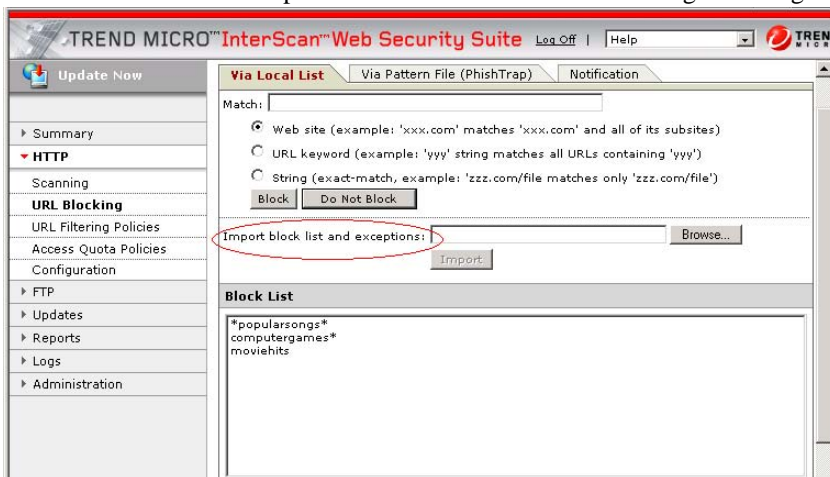 TREND MICRO™ InterScan™ Web Security Suite Log Off | Help
Update Now
Summary
HTTP
Scanning
URL Blocking
URL Filtering Policies
Access Quota Policies
Configuration
FTP
Updates
Reports
Logs
Administration
Via Local List Via Pattern File (PhishTrap) Notification
Match:
Web site (example: 'xxx.com' matches 'xxx.com' and all of its subsites)
URL keyword (example: 'yyy' string matches all URLs containing 'yyy')
String (exact-match, example: 'zzz.com/file matches only 'zzz.com/file')
Block Do Not Block
Import block list and exceptions: Browse...
Import
Block List
*popularsongs*
computergames*
moviehits